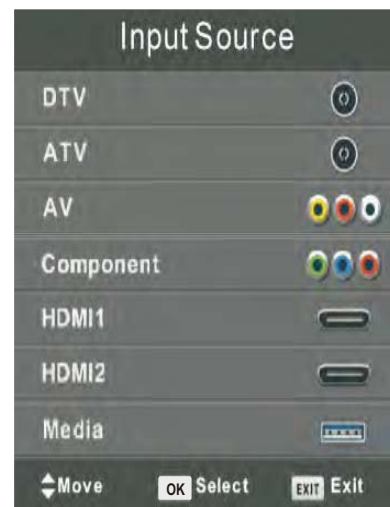 Input Source
DTV
ATV
AV
Component
HDMI1
HDMI2
Media
Move OK Select EXIT Exit